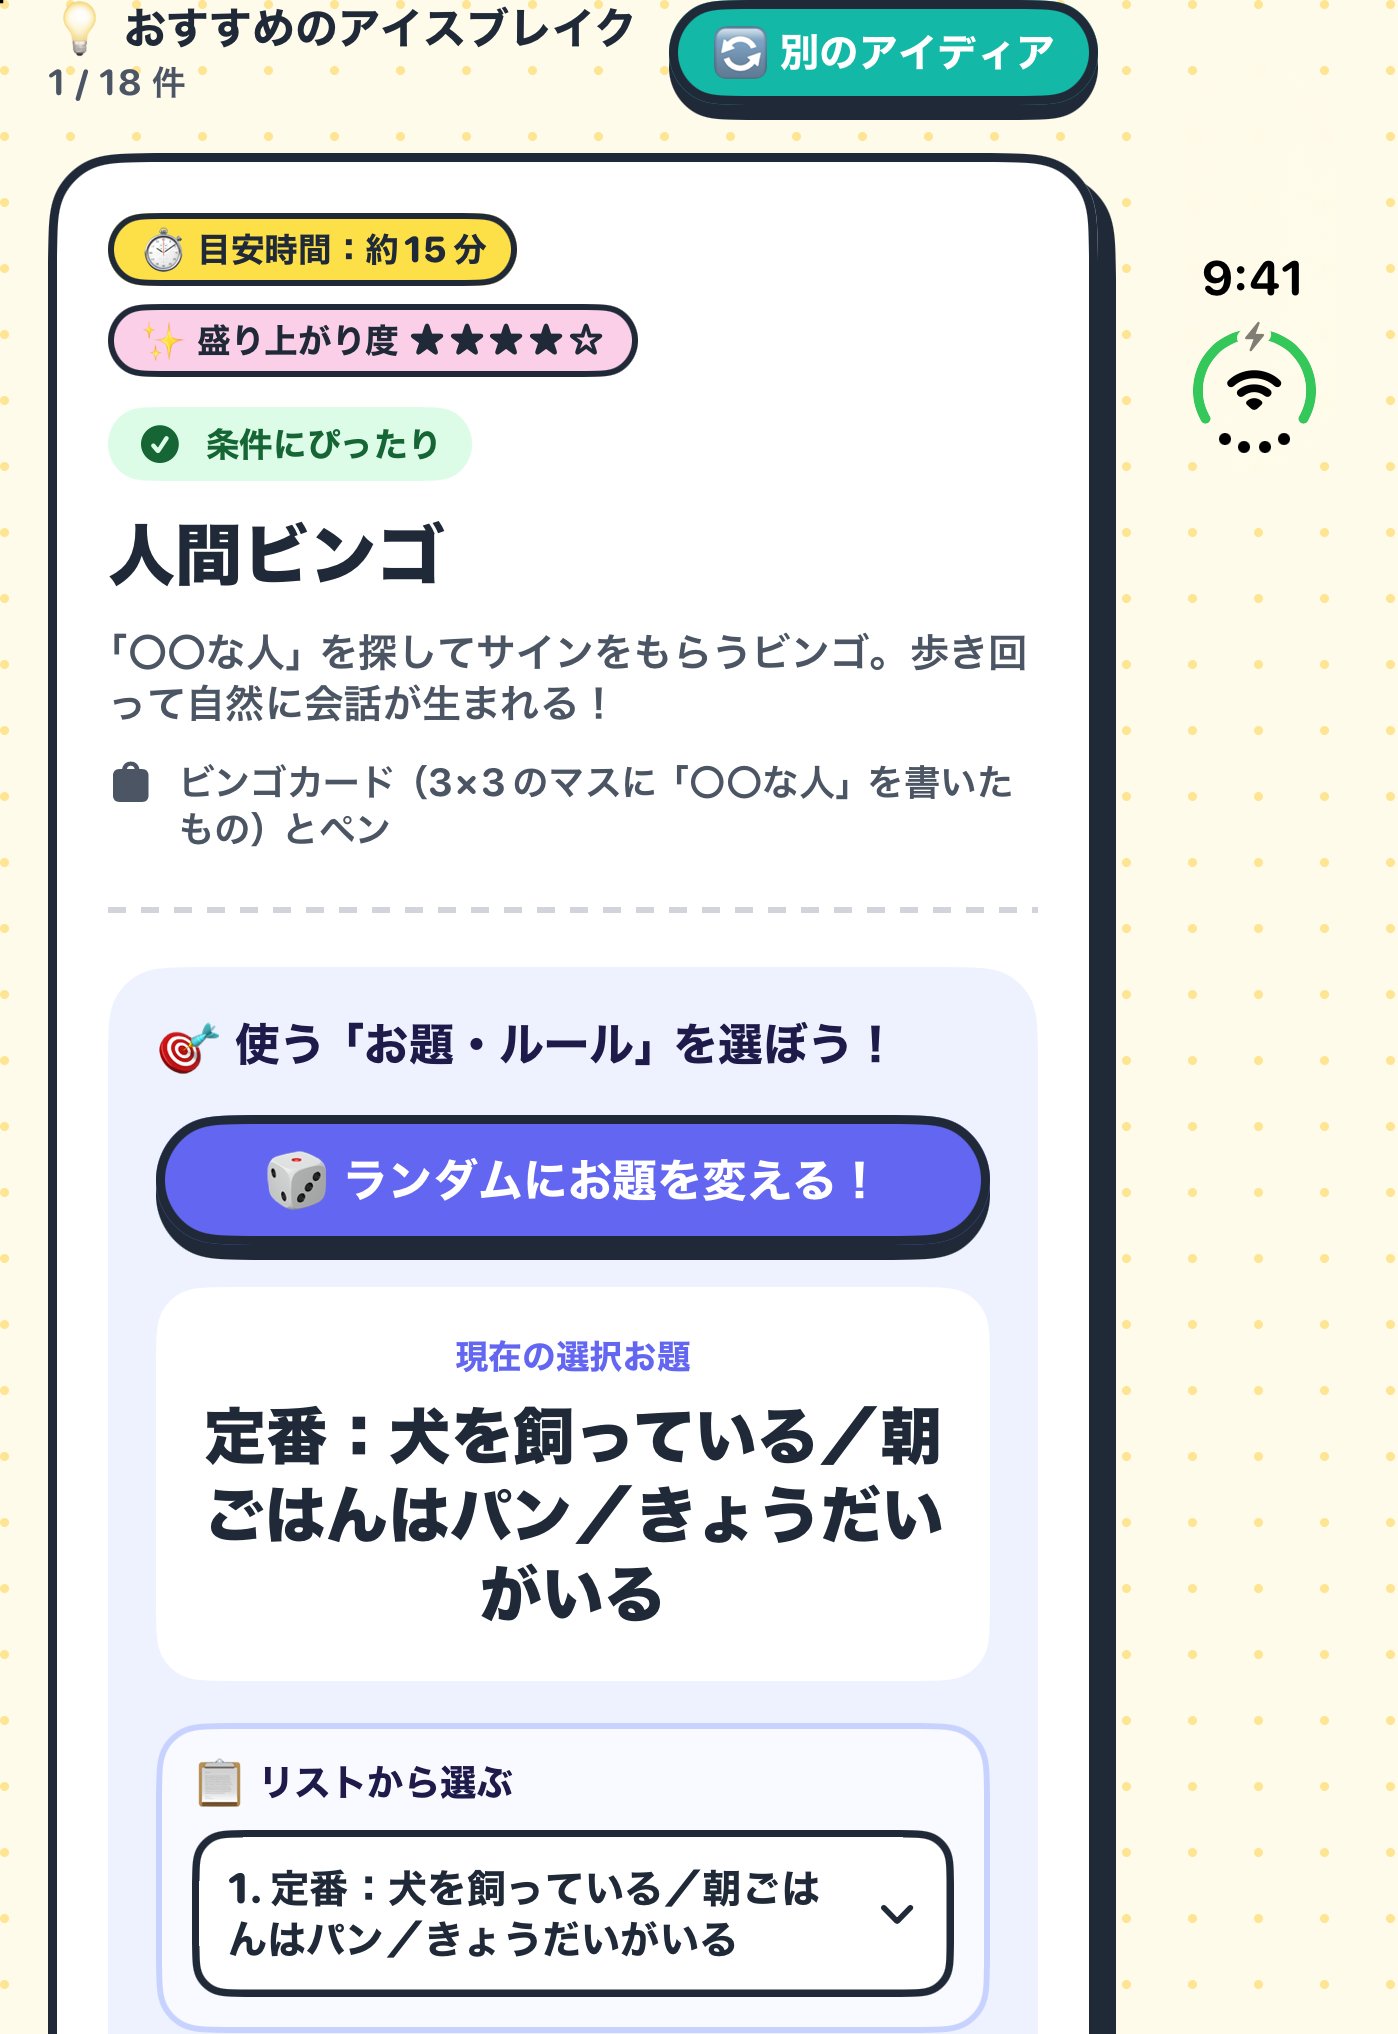 おすすめのアイスブレイク
1 / 18 件
別のアイディア
9:41
目安時間：約15分
盛り上がり度 ★★★★☆
条件にぴったり
人間ビンゴ
「〇〇な人」を探してサインをもらうビンゴ。歩き回
って自然に会話が生まれる！
ビンゴカード（3×3のマスに「〇〇な人」を書いた
もの）とペン
使う「お題・ルール」を選ぼう！
ランダムにお題を変える！
現在の選択お題
定番：犬を飼っている／朝
ごはんはパン／きょうだい
がいる
リストから選ぶ
1. 定番：犬を飼っている／朝ごは
んはパン／きょうだいがいる